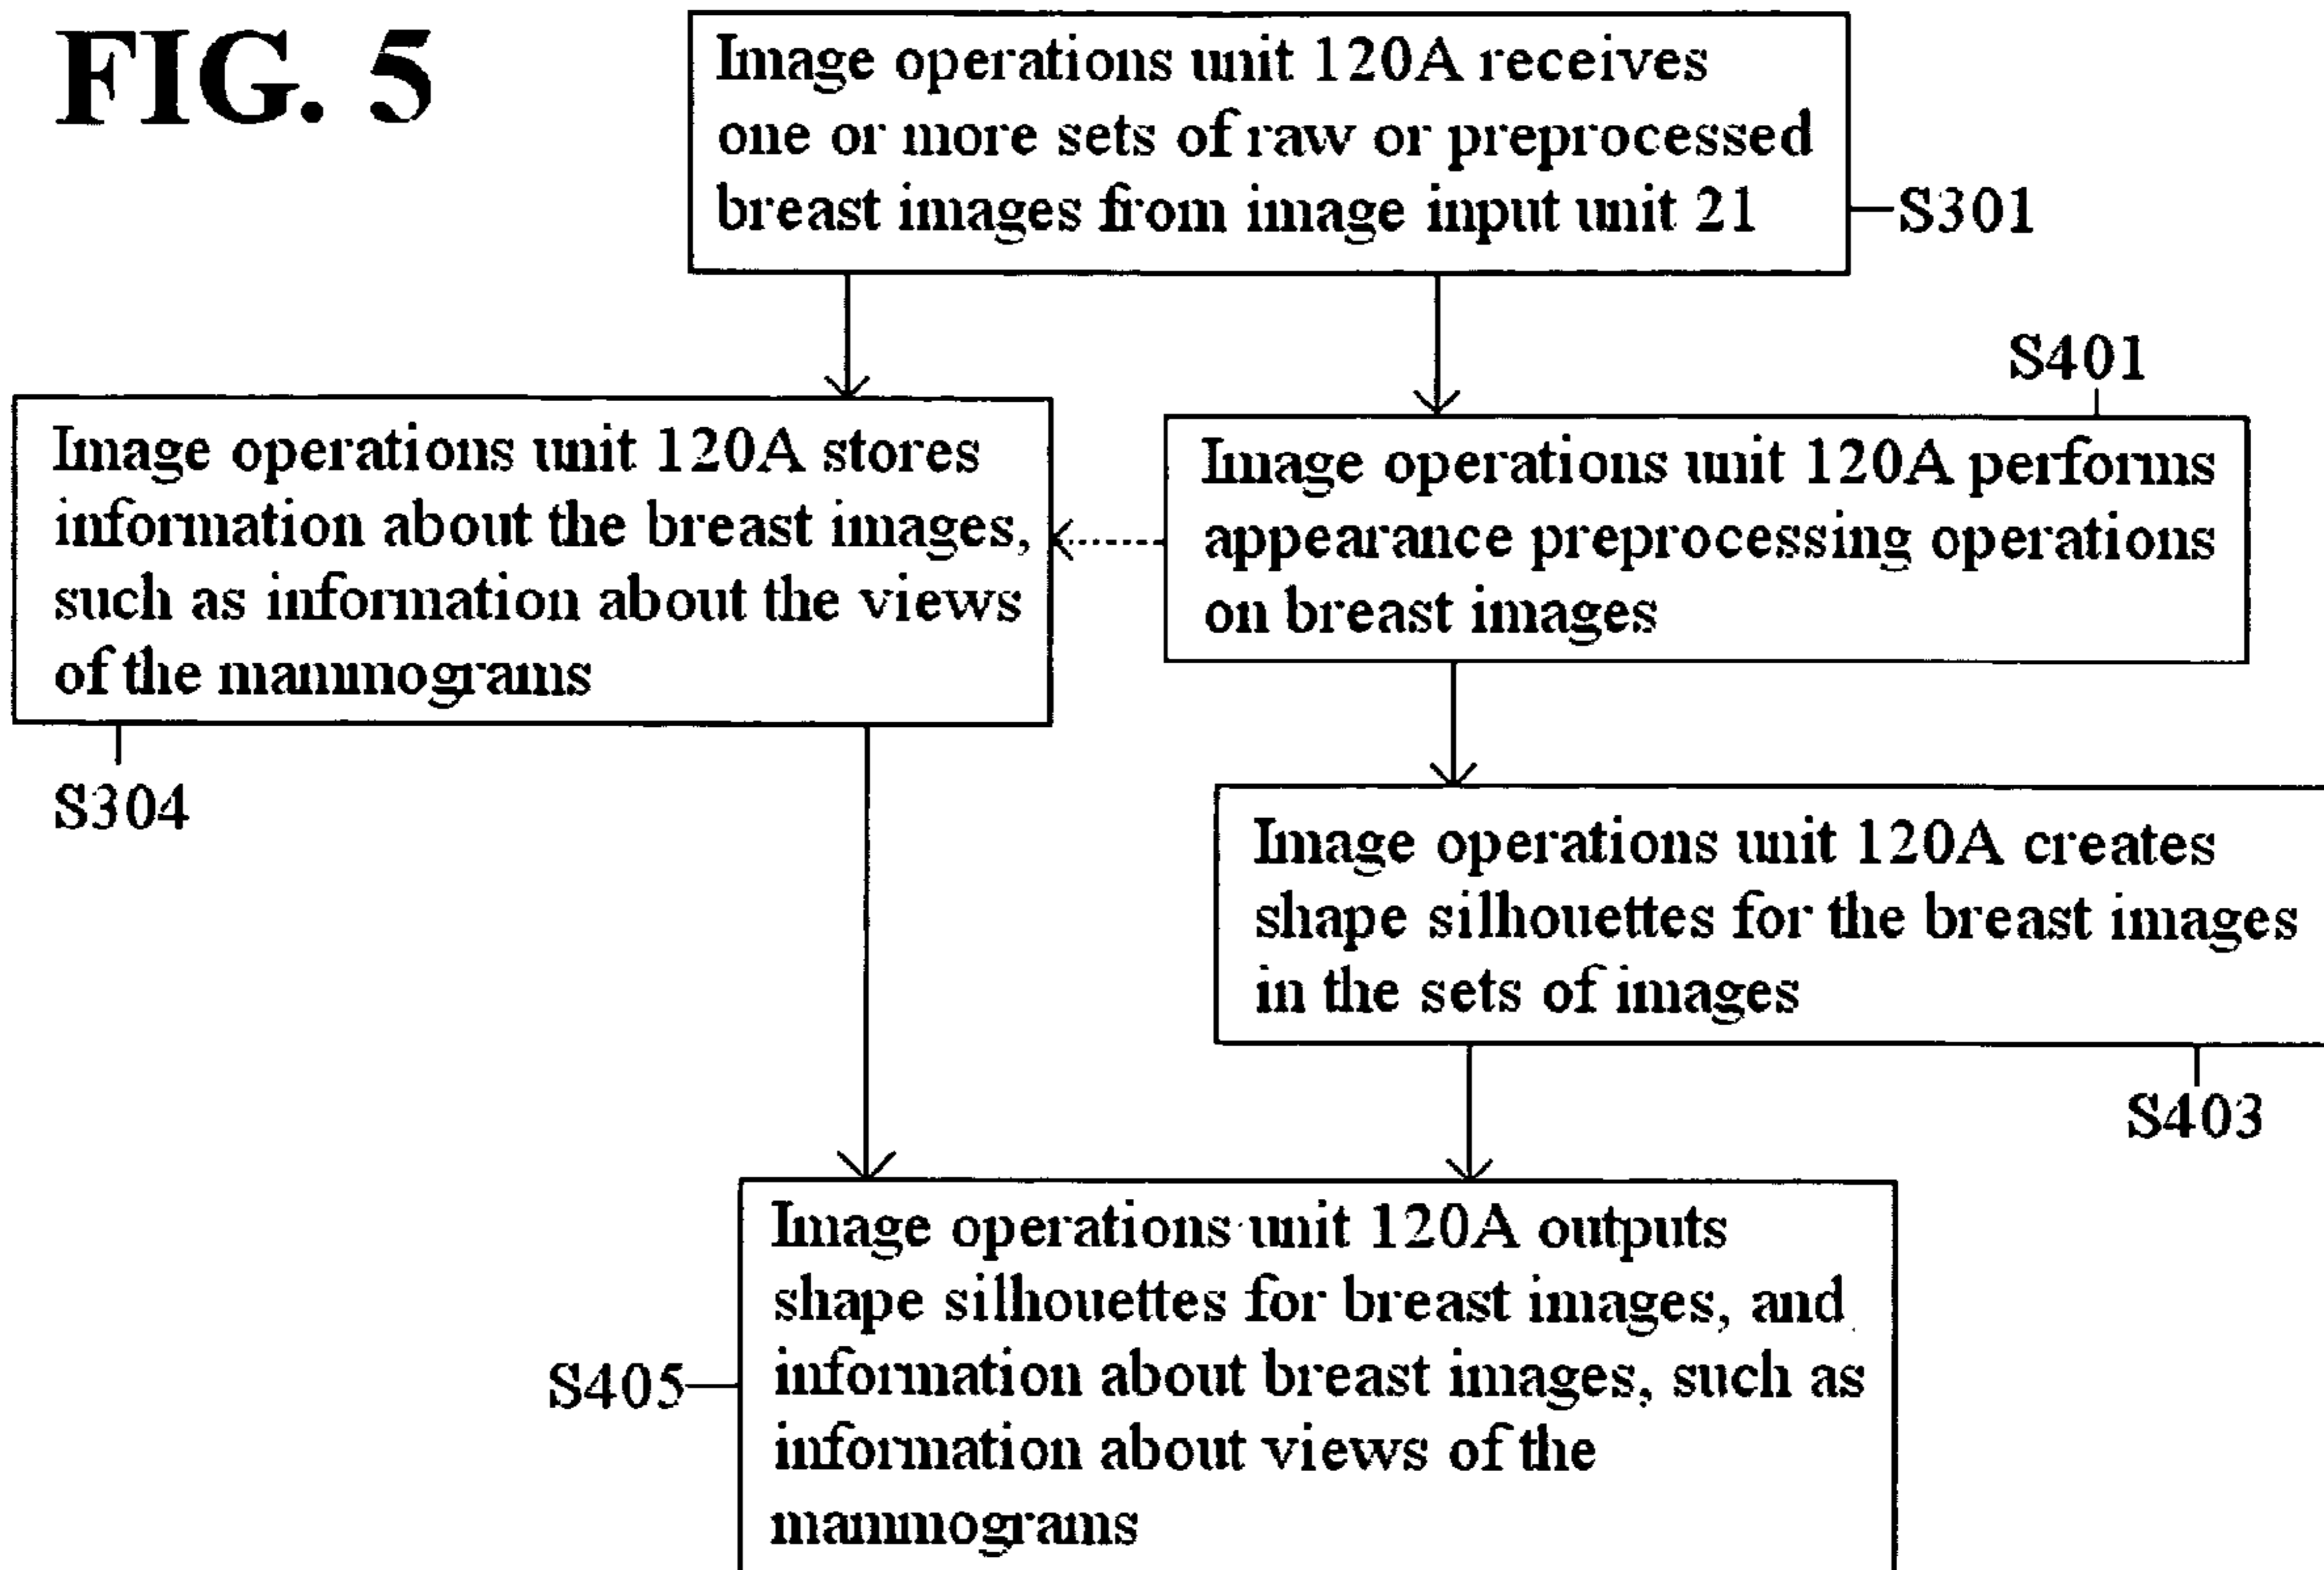 FIG. 5
Image operations unit 120A receives
one or more sets of raw or preprocessed
breast images from image input unit 21
S301
S401
Image operations unit 120A stores
information about the breast images,
such as information about the views
of the mammograms
S304
Image operations unit 120A performs
appearance preprocessing operations
on breast images
Image operations unit 120A creates
shape silhouettes for the breast images
in the sets of images
S403
Image operations unit 120A outputs
shape silhouettes for breast images, and
information about breast images, such as
information about views of the
mammograms
S405